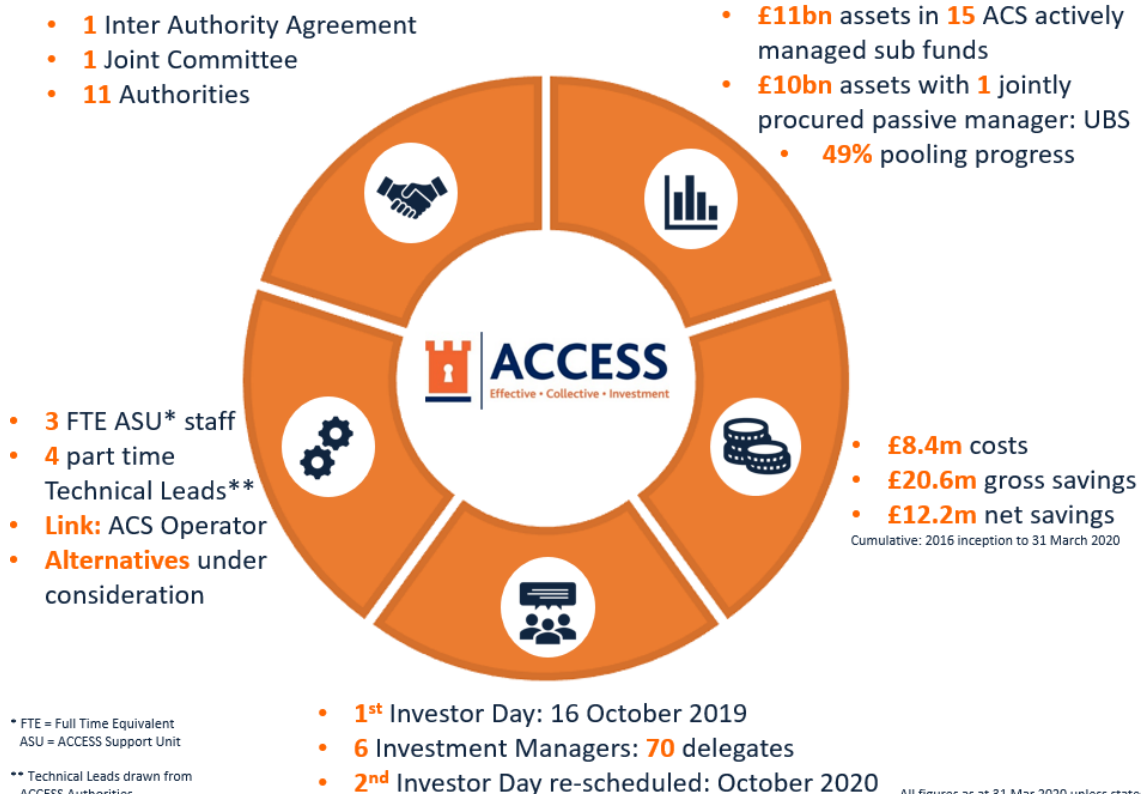 1 Inter Authority Agreement
1 Joint Committee
11 Authorities
£11bn assets in 15 ACS actively
managed sub funds
£10bn assets with 1 jointly
procured passive manager: UBS
49% pooling progress
ACCESS
Effective • Collective • Investment
3 FTE ASU* staff
4 part time
Technical Leads**
Link: ACS Operator
Alternatives under
consideration
£8.4m costs
£20.6m gross savings
£12.2m net savings
Cumulative: 2016 inception to 31 March 2020
1st Investor Day: 16 October 2019
6 Investment Managers: 70 delegates
2nd Investor Day re-scheduled: October 2020
* FTE = Full Time Equivalent
ASU = ACCESS Support Unit
** Technical Leads drawn from
ACCESS Authorities
All figures as at 31 Mar 2020 unless state